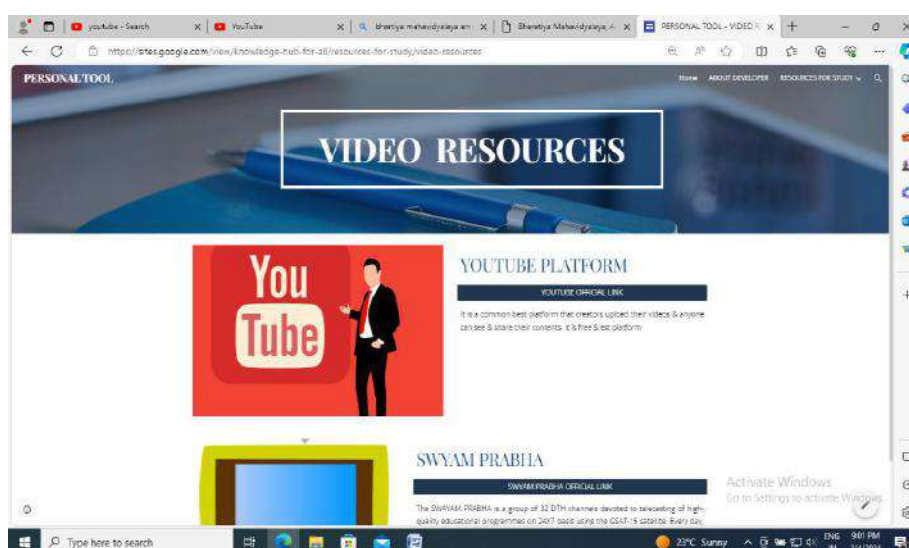 youtube - Search
YouTube
bhartiya mahavidyalaya am
Bharatiya Mahavidyalaya, A
PERSONAL TOOL - VIDEO R
https://sites.google.com/view/knowledge-hub-for-all/resources-for-study/video-resources
PERSONAL TOOL
Home ABOUT DEVELOPER RESOURCES FOR STUDY
VIDEO RESOURCES
You
Tube
YOUTUBE PLATFORM
YOUTUBE OFFICIAL LINK
It is a common best platform that creators upload their videos & anyone
can see & share their contents. It is free & est platform
SWYAM PRABHA
SWAYAM PRABHA OFFICIAL LINK
The SWAYAM PRABHA is a group of 32 DTH channels devoted to telecasting of high-
quality educational programmes on 24X7 basis using the GSAT-15 satellite. Every day,
Activate Windows
Go to Settings to activate Windows.
Type here to search
23°C Sunny
ENG
IN
9:01 PM